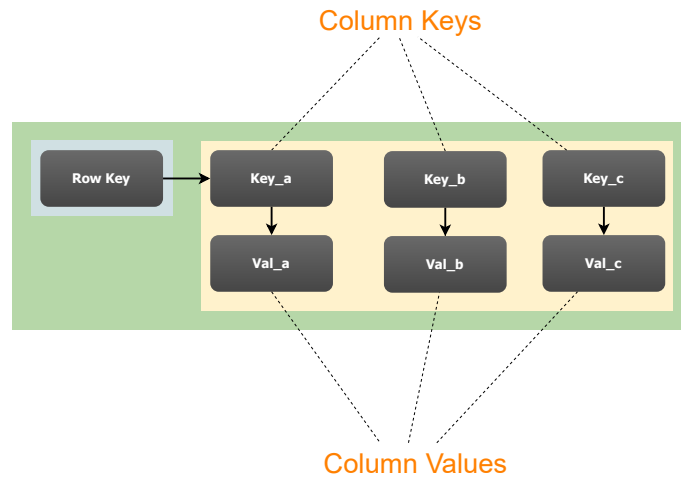 Column Keys
Row Key
Key_a
Key_b
Key_c
Val_a
Val_b
Val_c
Column Values